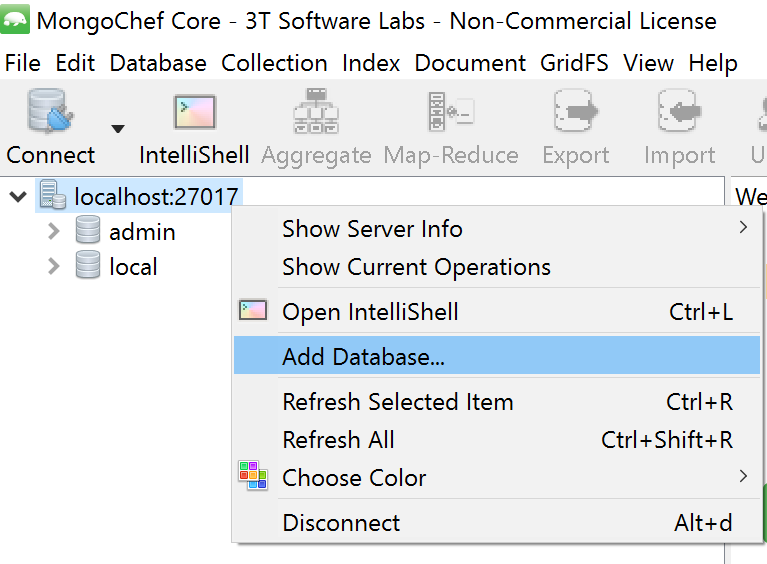 MongoChef Core - 3T Software Labs - Non-Commercial License
File Edit Database Collection Index Document GridFS View Help
Connect IntelliShell Aggregate Map-Reduce Export Import
localhost:27017
admin
local
Show Server Info
Show Current Operations
Open IntelliShell Ctrl+L
Add Database...
Refresh Selected Item Ctrl+R
Refresh All Ctrl+Shift+R
Choose Color
Disconnect Alt+d